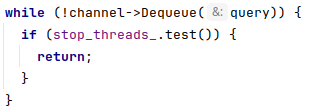 while (!channel->Dequeue( &: query)) {
if (stop_threads_.test()) {
return;
}
}